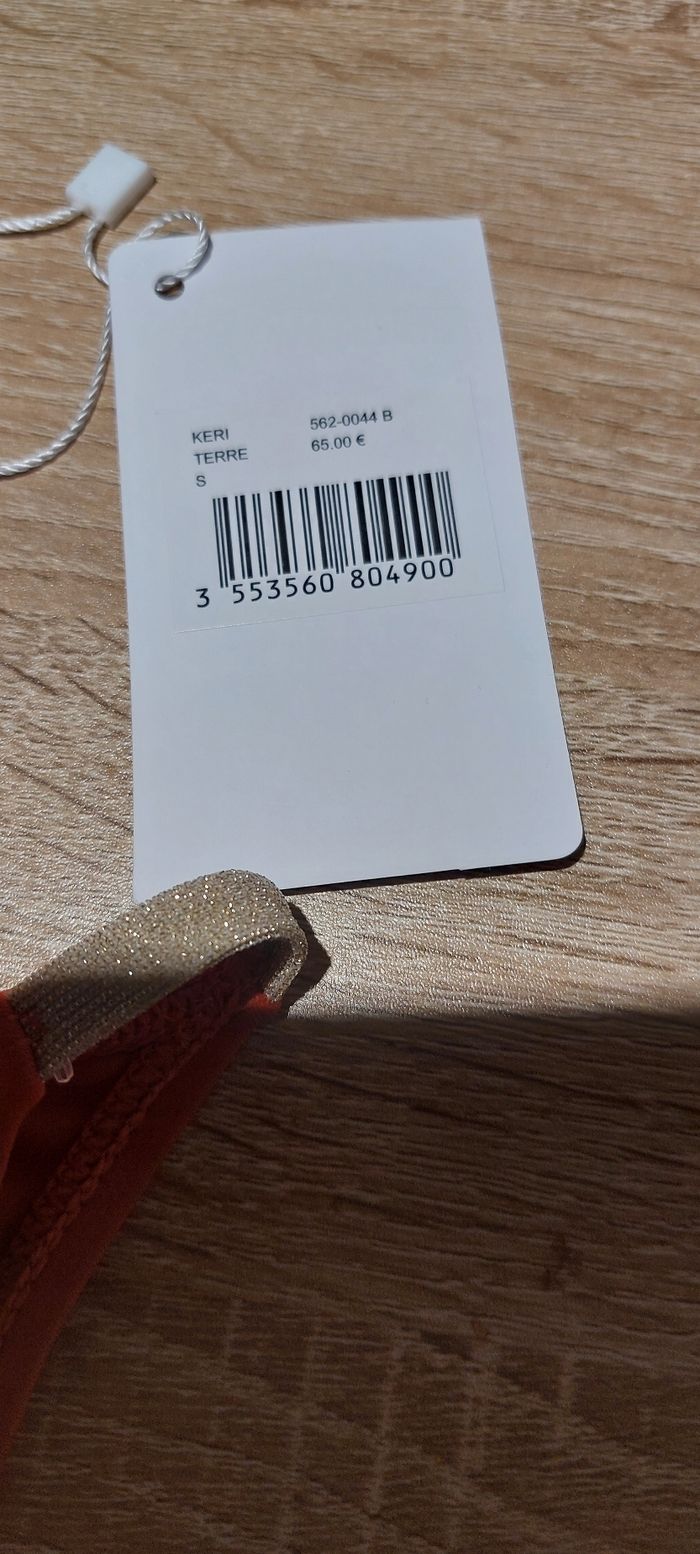 KERI 562-0044 B
TERRE 65.00 €
S
3 553560 804900